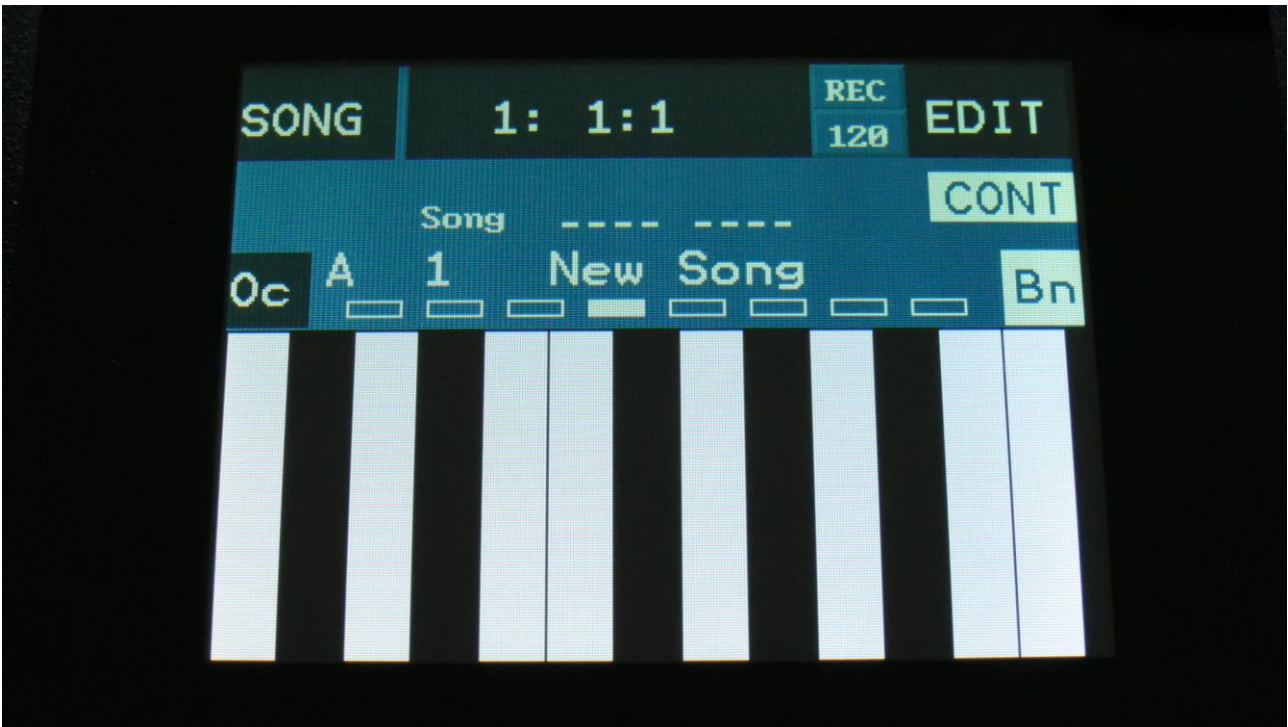 SONG 1: 1:1 REC EDIT
120
CONT
Song ---- ----
Oc A 1 New Song Bn